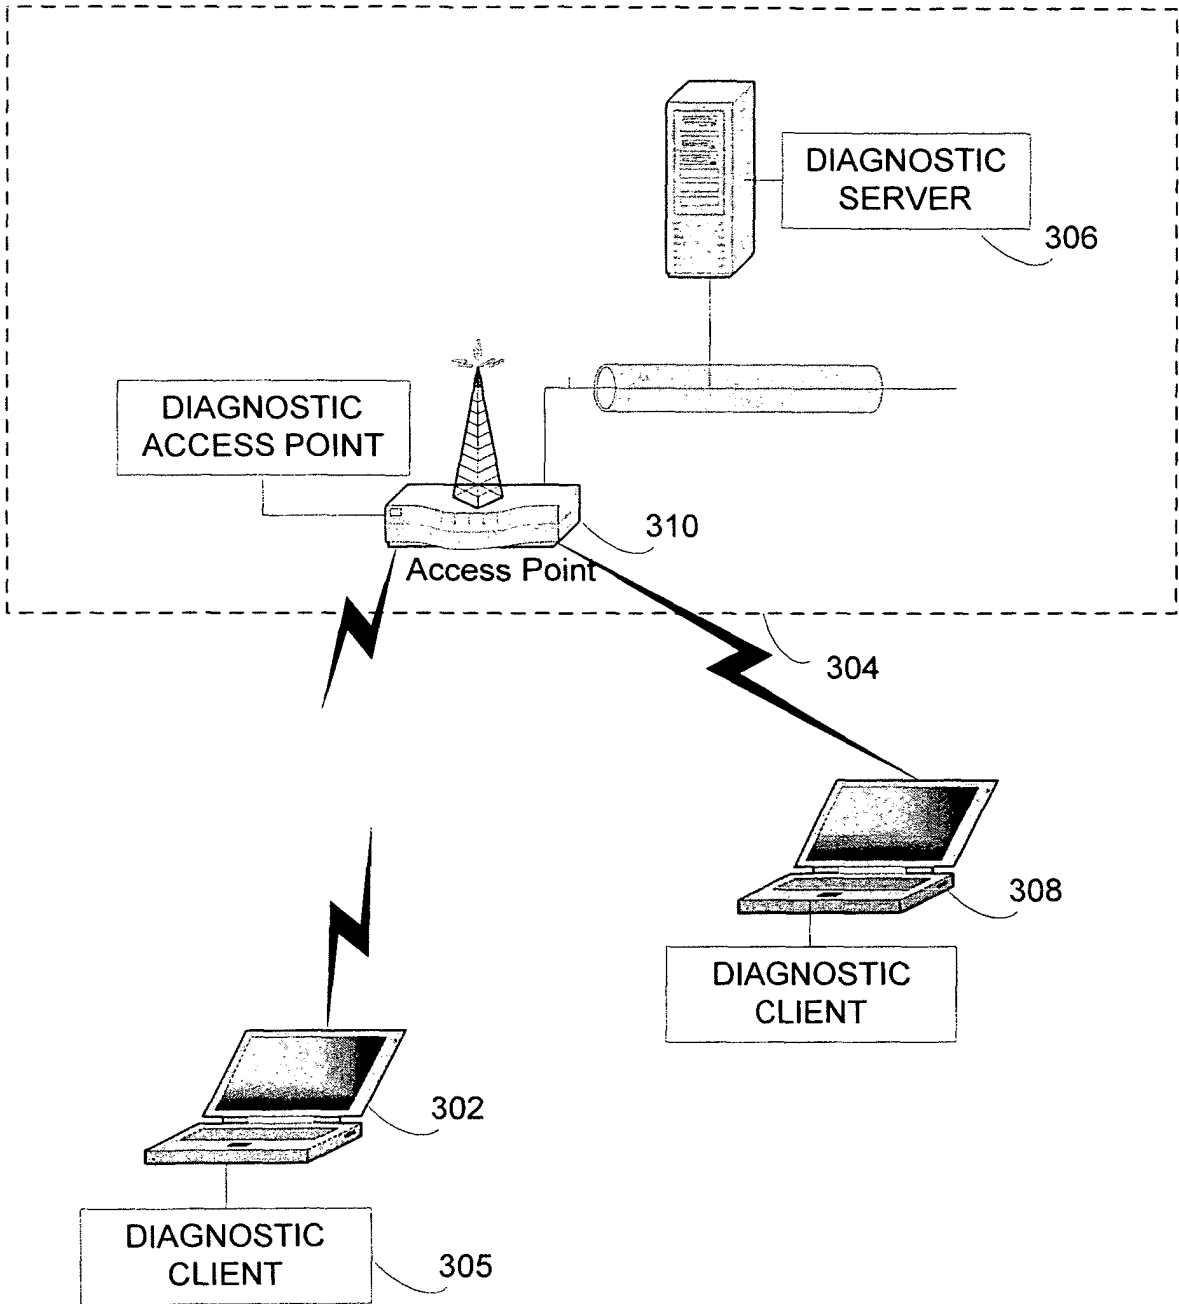 DIAGNOSTIC
SERVER
306
DIAGNOSTIC
ACCESS POINT
310
Access Point
304
308
DIAGNOSTIC
CLIENT
302
DIAGNOSTIC
CLIENT
305